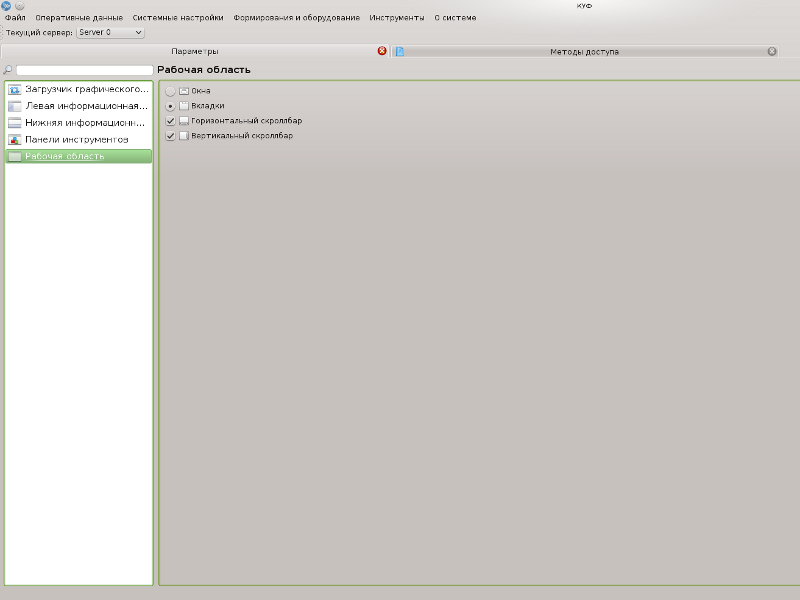 КУФ
Файл Оперативные данные Системные настройки Формирования и оборудование Инструменты О системе
Текущий сервер: Server 0
Параметры Методы доступа
Рабочая область
Загрузчик графического...
Левая информационная...
Нижняя информационн...
Панели инструментов
Рабочая область
Окна
Вкладки
Горизонтальный скроллбар
Вертикальный скроллбар